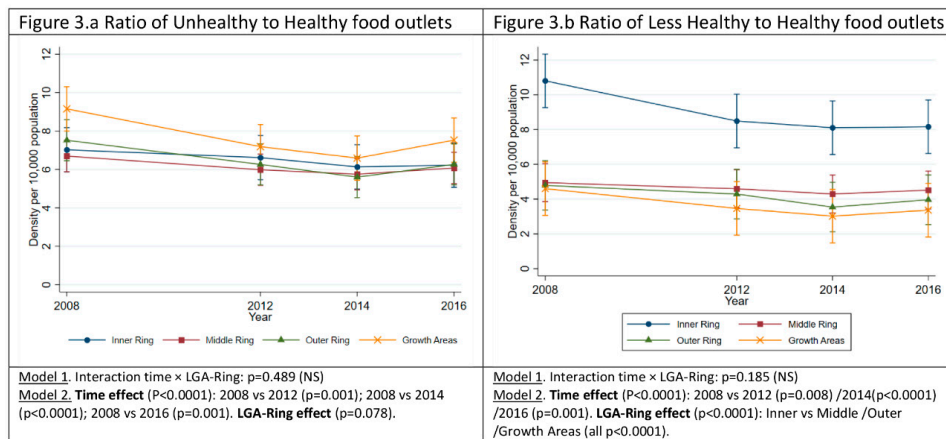 Figure 3.a Ratio of Unhealthy to Healthy food outlets
Density per 10,000 population
12
10
8
6
4
2
0
2008 2012 2014 2016
Year
Inner Ring Middle Ring Outer Ring Growth Areas
Model 1. Interaction time × LGA-Ring: p=0.489 (NS)
Model 2. Time effect (P<0.0001): 2008 vs 2012 (p=0.001); 2008 vs 2014
(p<0.0001); 2008 vs 2016 (p=0.001). LGA-Ring effect (p=0.078).
Figure 3.b Ratio of Less Healthy to Healthy food outlets
Density per 10,000 population
12
10
8
6
4
2
0
2008 2012 2014 2016
Year
Inner Ring Middle Ring
Outer Ring Growth Areas
Model 1. Interaction time × LGA-Ring: p=0.185 (NS)
Model 2. Time effect (P<0.0001): 2008 vs 2012 (p=0.008) /2014(p<0.0001)
/2016 (p=0.001). LGA-Ring effect (p<0.0001): Inner vs Middle /Outer
/Growth Areas (all p<0.0001).